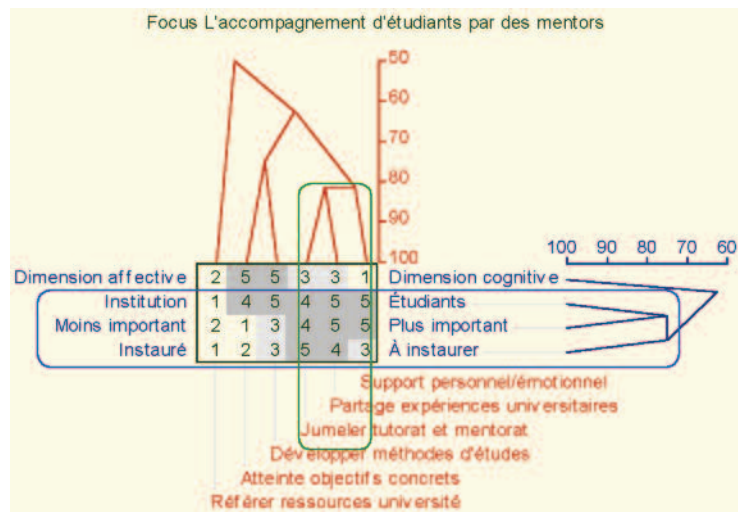 Focus L'accompagnement d'étudiants par des mentors
50
60
70
80
90
100
100 90 80 70 60
Dimension affective 2 5 5 3 3 1 Dimension cognitive
Institution 1 4 5 4 5 5 Étudiants
Moins important 2 1 3 4 5 5 Plus important
Instauré 1 2 3 5 4 3 À instaurer
Support personnel/émotionnel
Partage expériences universitaires
Jumeler tutorat et mentorat
Développer méthodes d'études
Atteinte objectifs concrets
Référer ressources université